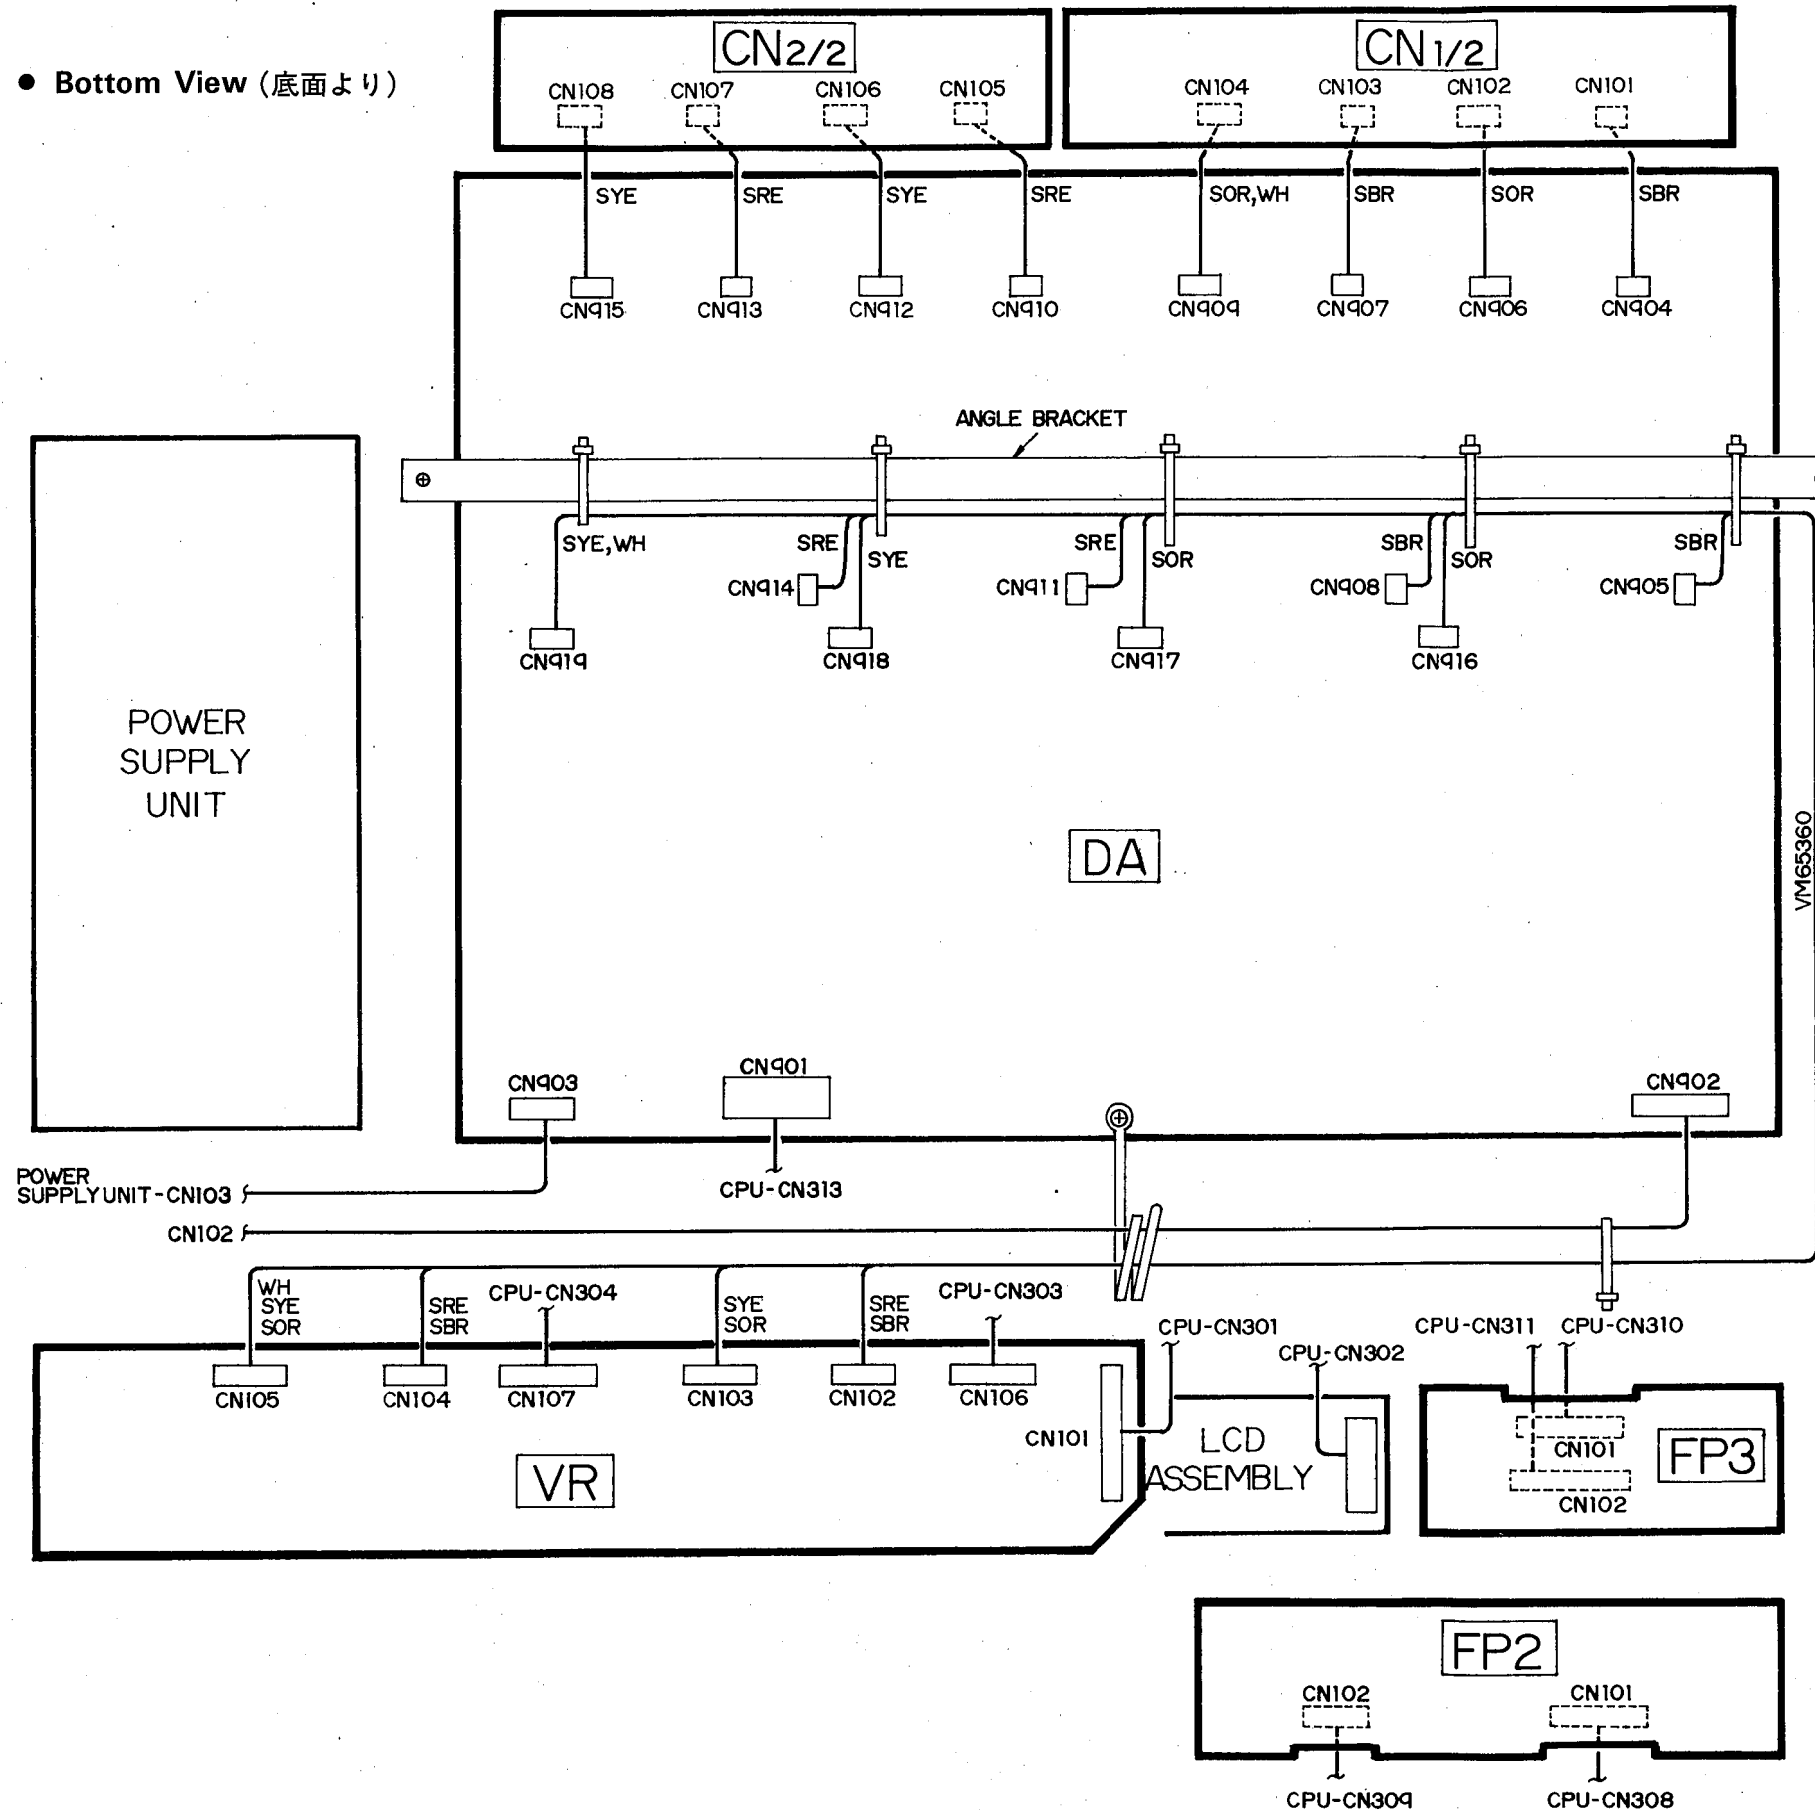 ● Bottom View (底面より)
CN2/2
CN1/2
CN108
CN107
CN106
CN105
CN104
CN103
CN102
CN101
SYE
SRE
SYE
SRE
SOR,WH
SBR
SOR
SBR
CN915
CN913
CN912
CN910
CN909
CN907
CN906
CN904
ANGLE BRACKET
SYE,WH
SRE
SYE
SRE
SOR
SBR
SOR
SBR
CN914
CN911
CN908
CN905
CN919
CN918
CN917
CN916
POWER
SUPPLY
UNIT
DA
VM65360
CN903
CN901
CN902
POWER
SUPPLY UNIT-CN103
CPU-CN313
CN102
WH
SYE
SOR
SRE
SBR
CPU-CN304
SYE
SOR
SRE
SBR
CPU-CN303
CPU-CN301
CPU-CN302
CPU-CN311
CPU-CN310
CN105
CN104
CN107
CN103
CN102
CN106
CN101
VR
LCD
ASSEMBLY
CN101
FP3
CN102
FP2
CN102
CN101
CPU-CN309
CPU-CN308